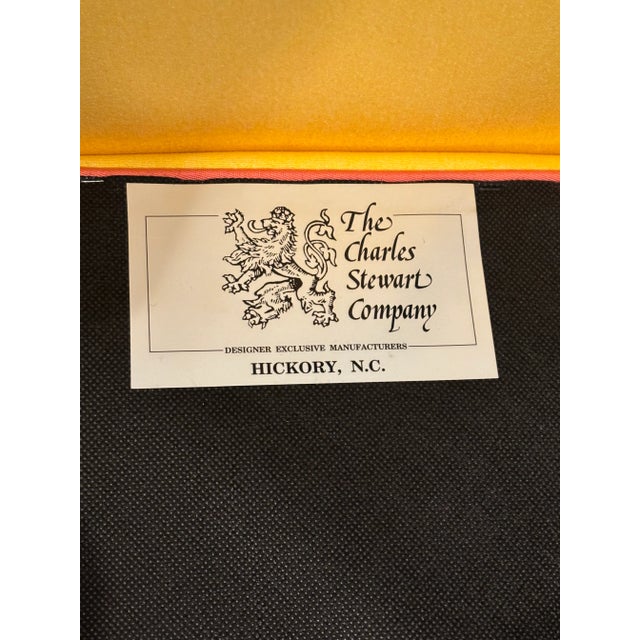 The
Charles
Stewart
Company
DESIGNER EXCLUSIVE MANUFACTURERS
HICKORY, N.C.